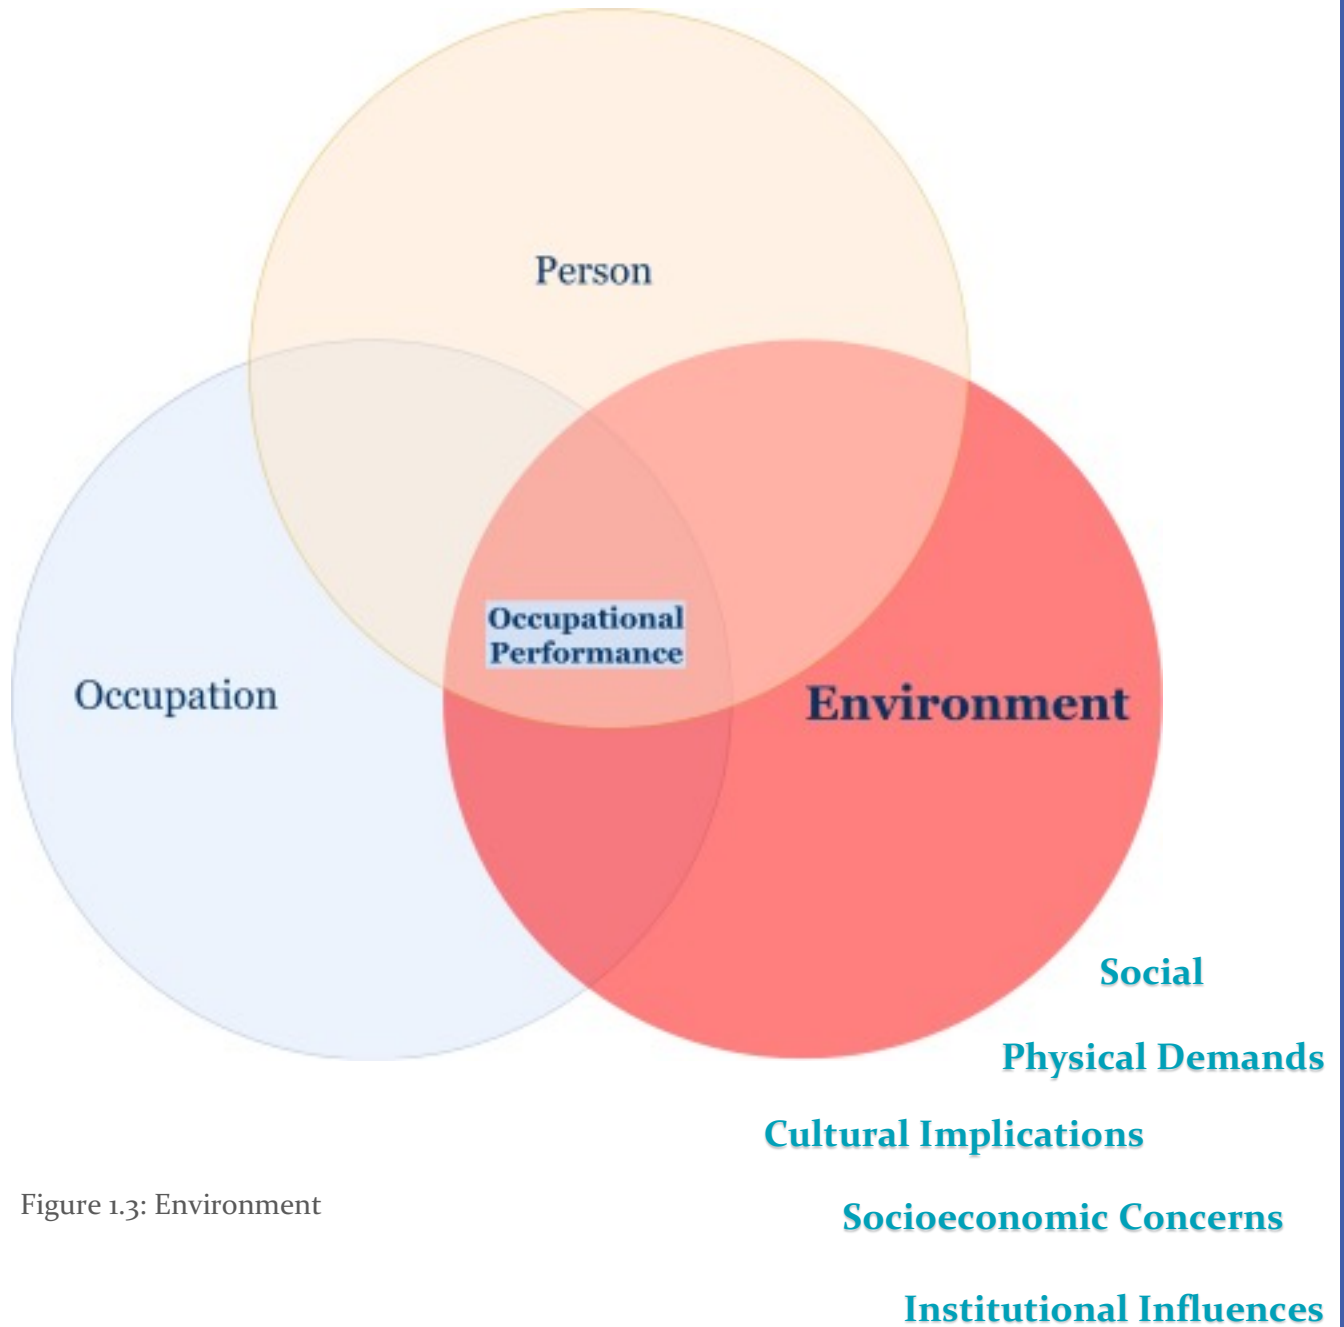 Person
Occupational
Performance
Occupation
Environment
Social
Physical Demands
Cultural Implications
Figure 1.3: Environment
Socioeconomic Concerns
Institutional Influences